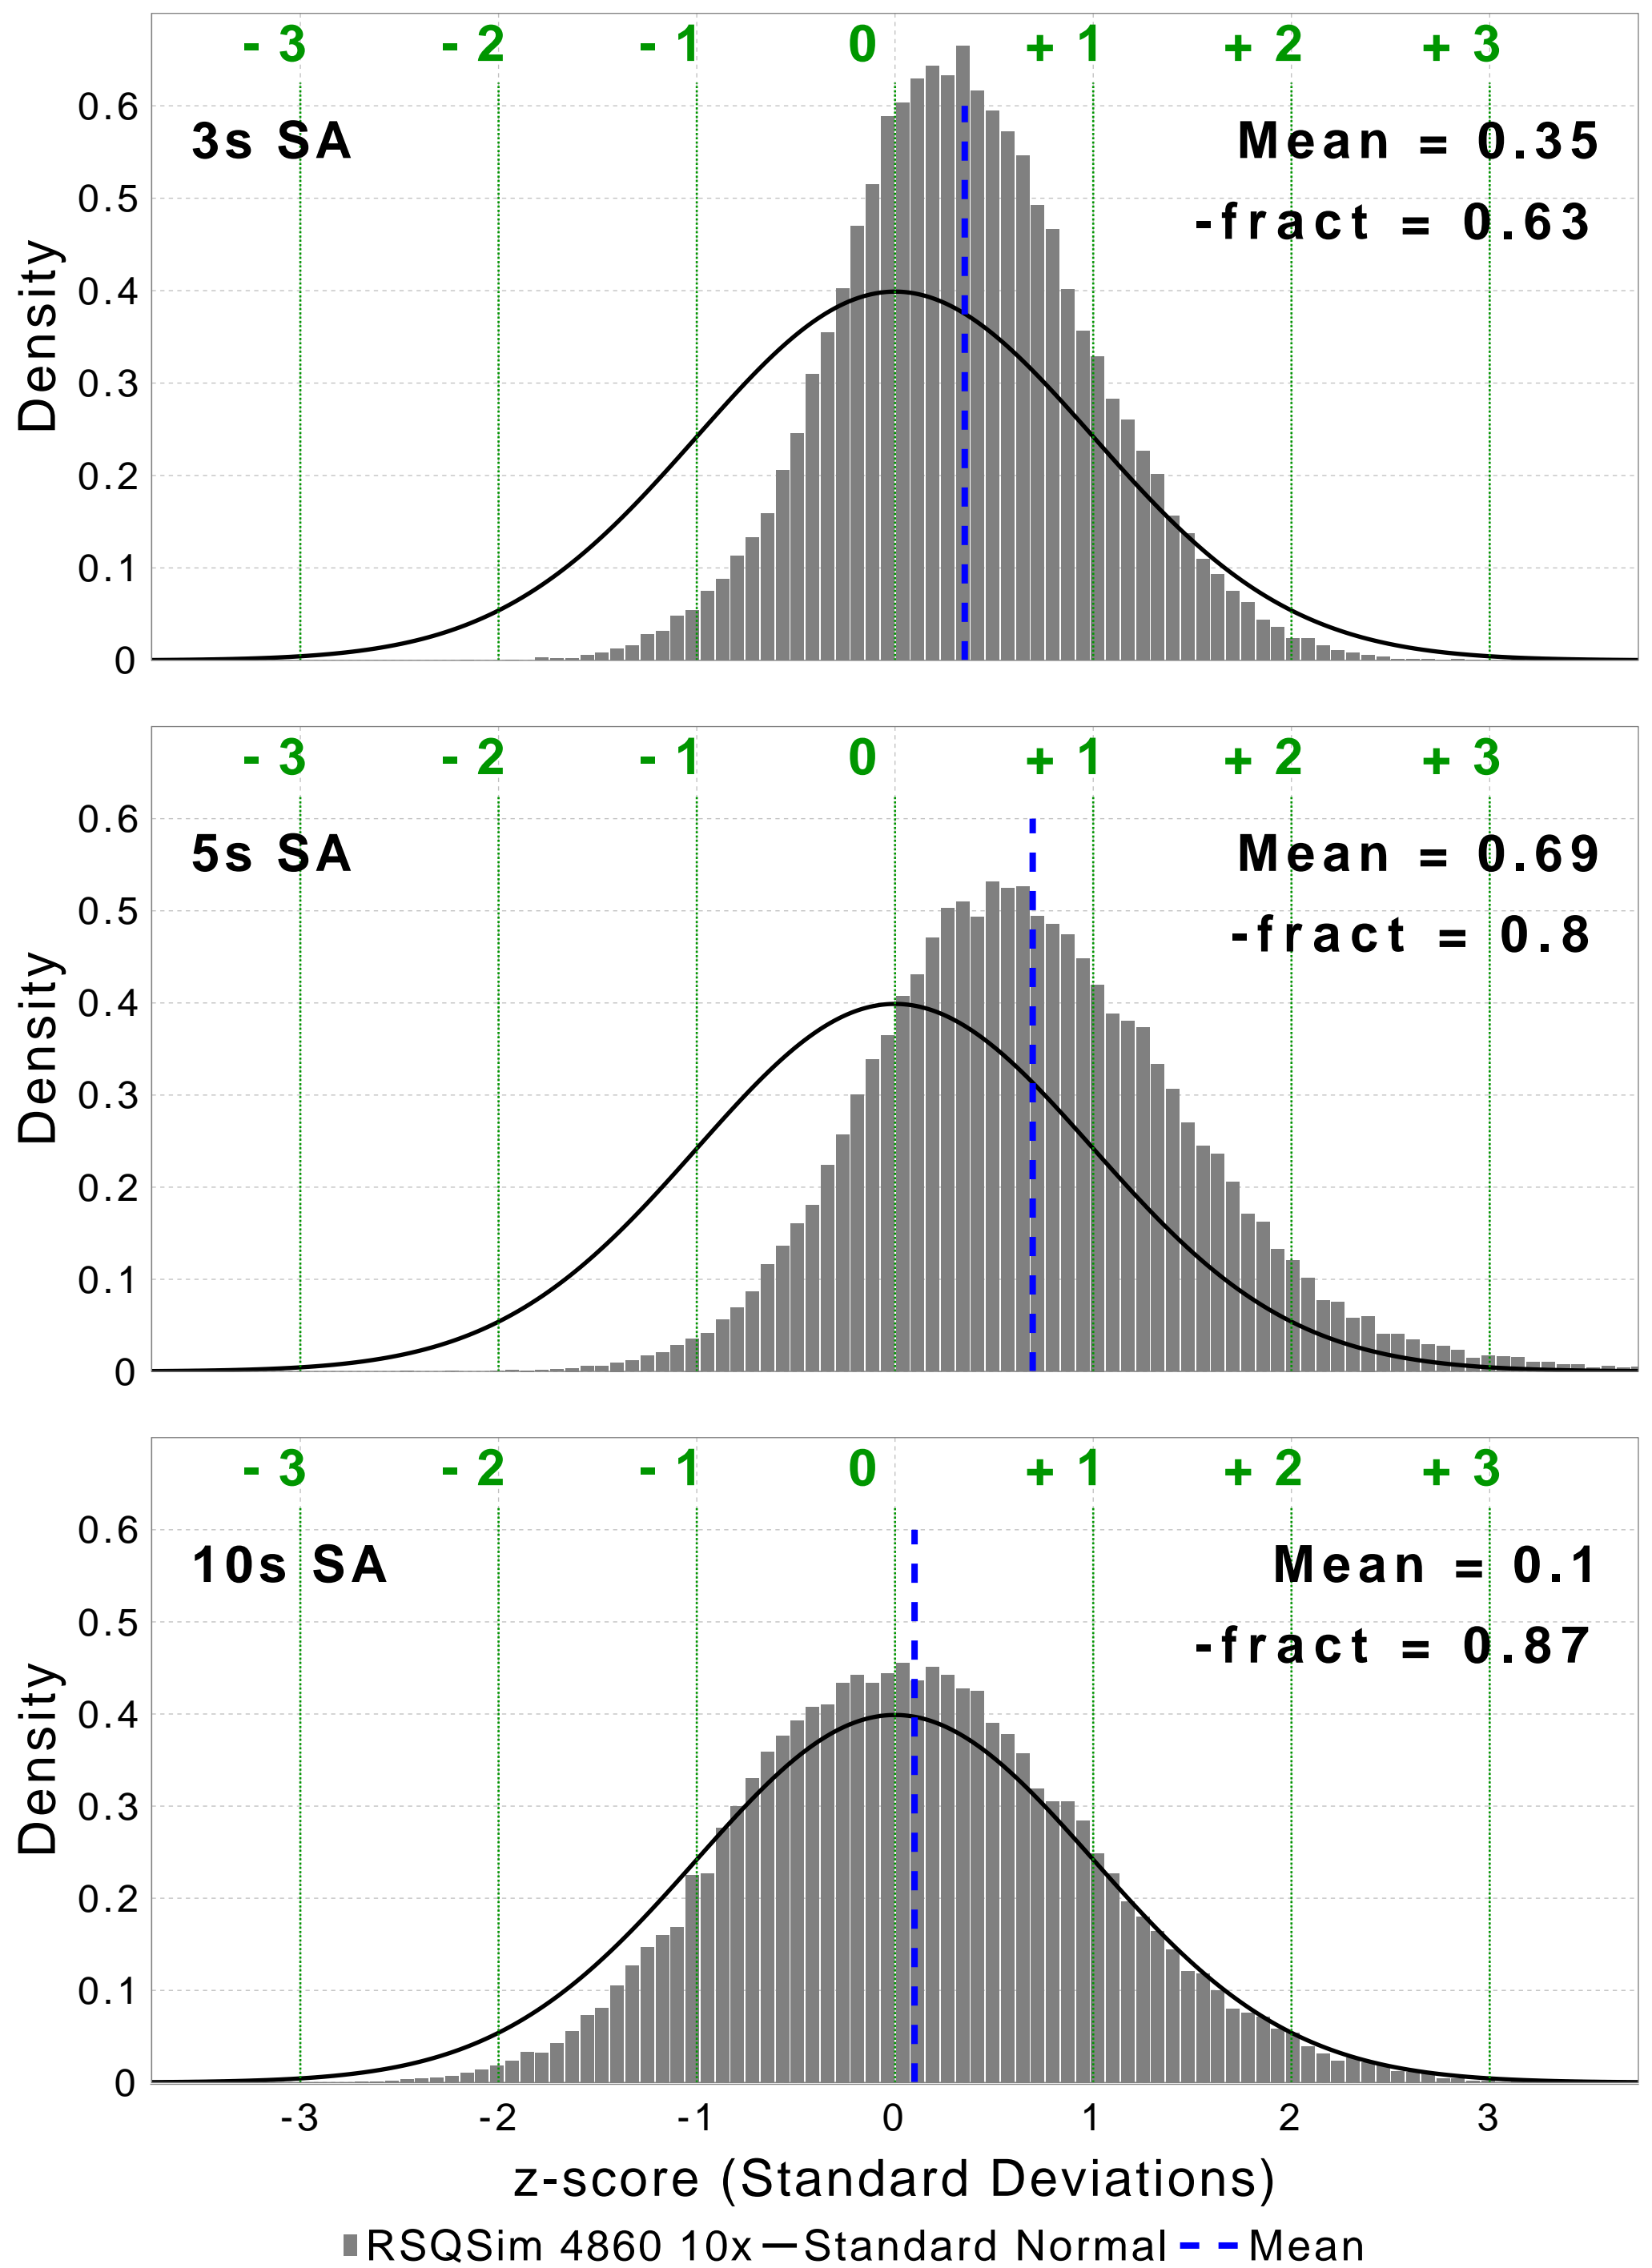 - 3 - 2 - 1 0 + 1 + 2 + 3
3s SA
Mean = 0.35
-fract = 0.63
Density
0.6
0.5
0.4
0.3
0.2
0.1
0
- 3 - 2 - 1 0 + 1 + 2 + 3
5s SA
Mean = 0.69
-fract = 0.8
Density
0.6
0.5
0.4
0.3
0.2
0.1
0
- 3 - 2 - 1 0 + 1 + 2 + 3
10s SA
Mean = 0.1
-fract = 0.87
Density
0.6
0.5
0.4
0.3
0.2
0.1
0
-3 -2 -1 0 1 2 3
z-score (Standard Deviations)
RSQSim 4860 10x Standard Normal Mean